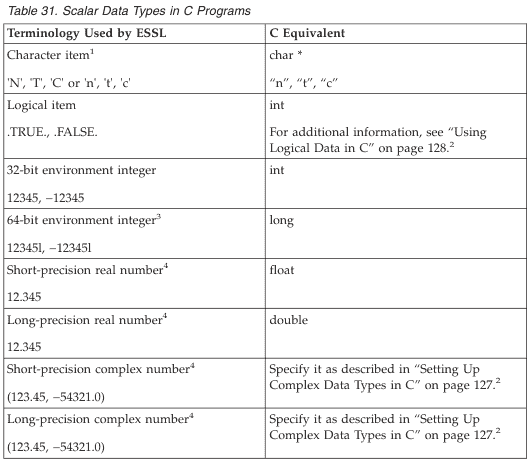 Table 31. Scalar Data Types in C Programs
Terminology Used by ESSL
C Equivalent
Character item1
'N', 'T', 'C' or 'n', 't', 'c'
char *
“n”, “t”, “c”
Logical item
.TRUE., .FALSE.
int
For additional information, see “Using
Logical Data in C” on page 128.2
32-bit environment integer
12345, −12345
int
64-bit environment integer3
12345l, −12345l
long
Short-precision real number4
12.345
float
Long-precision real number4
12.345
double
Short-precision complex number4
(123.45, −54321.0)
Specify it as described in “Setting Up
Complex Data Types in C” on page 127.2
Long-precision complex number4
(123.45, −54321.0)
Specify it as described in “Setting Up
Complex Data Types in C” on page 127.2